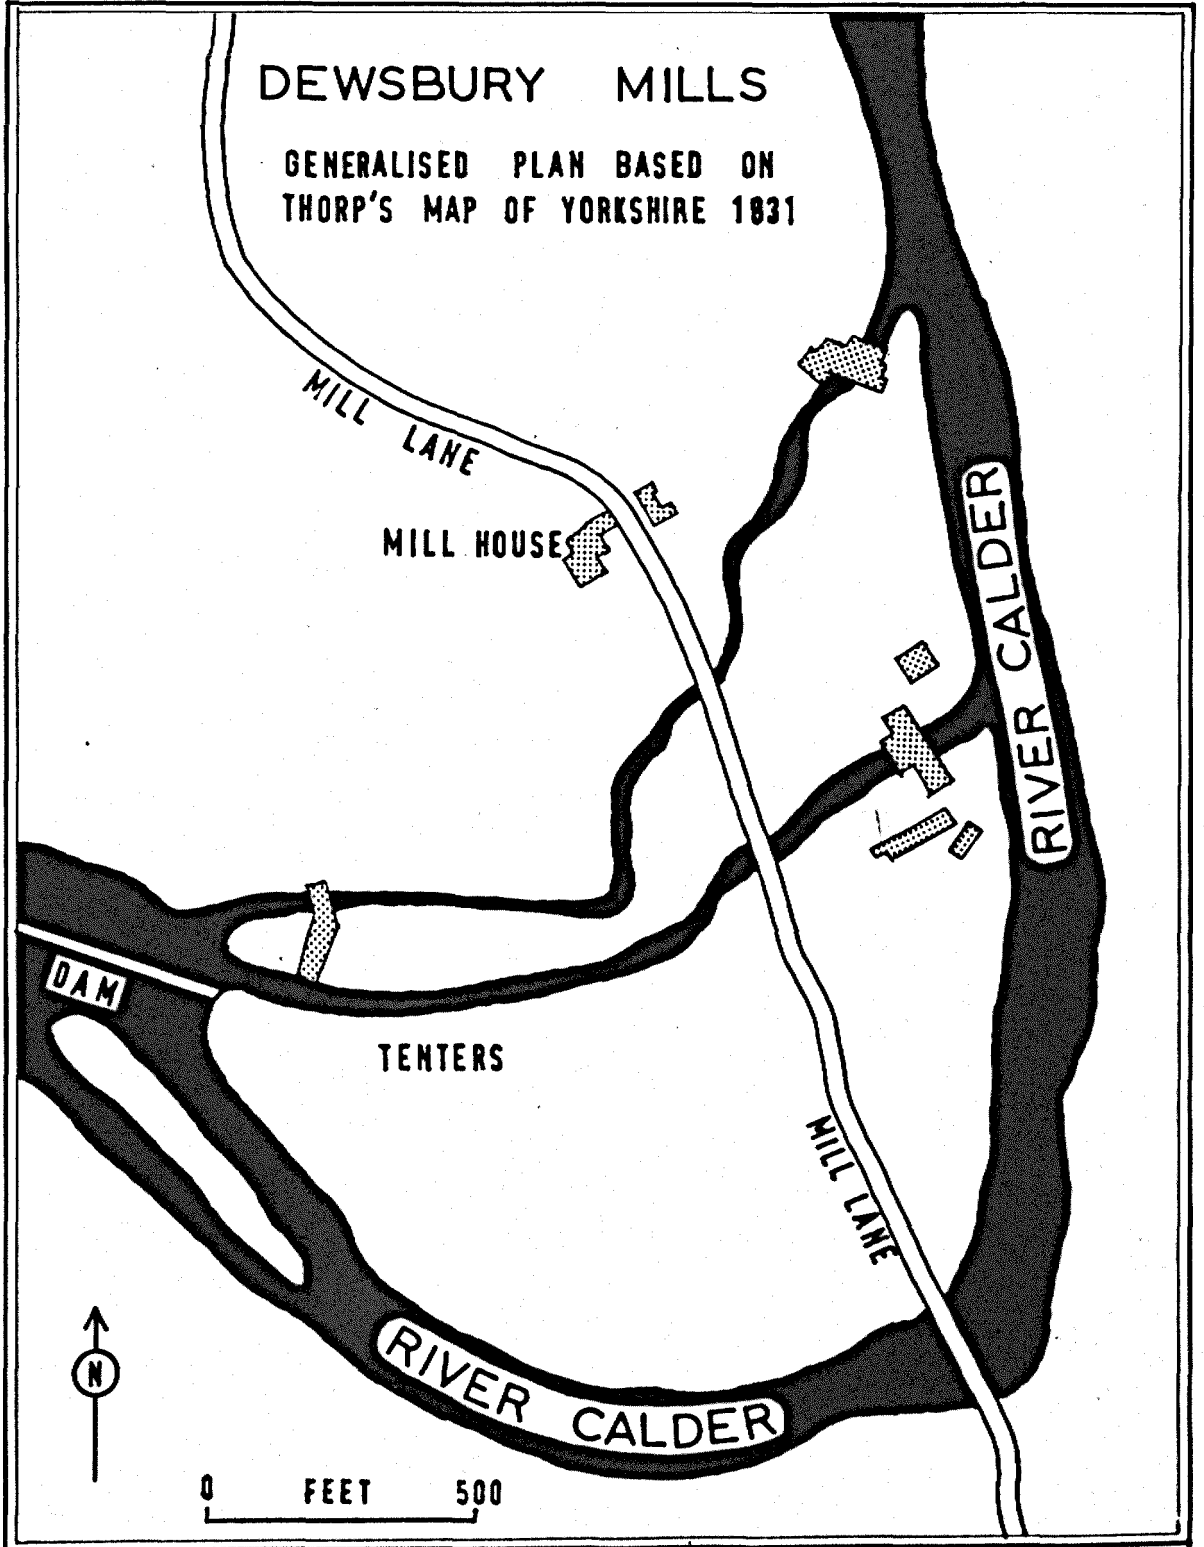 DEWSBURY MILLS
GENERALISED PLAN BASED ON
THORP'S MAP OF YORKSHIRE 1831
MILL LANE
MILL HOUSE
RIVER CALDER
DAM
TENTERS
MILL LANE
RIVER CALDER
N
0 FEET 500